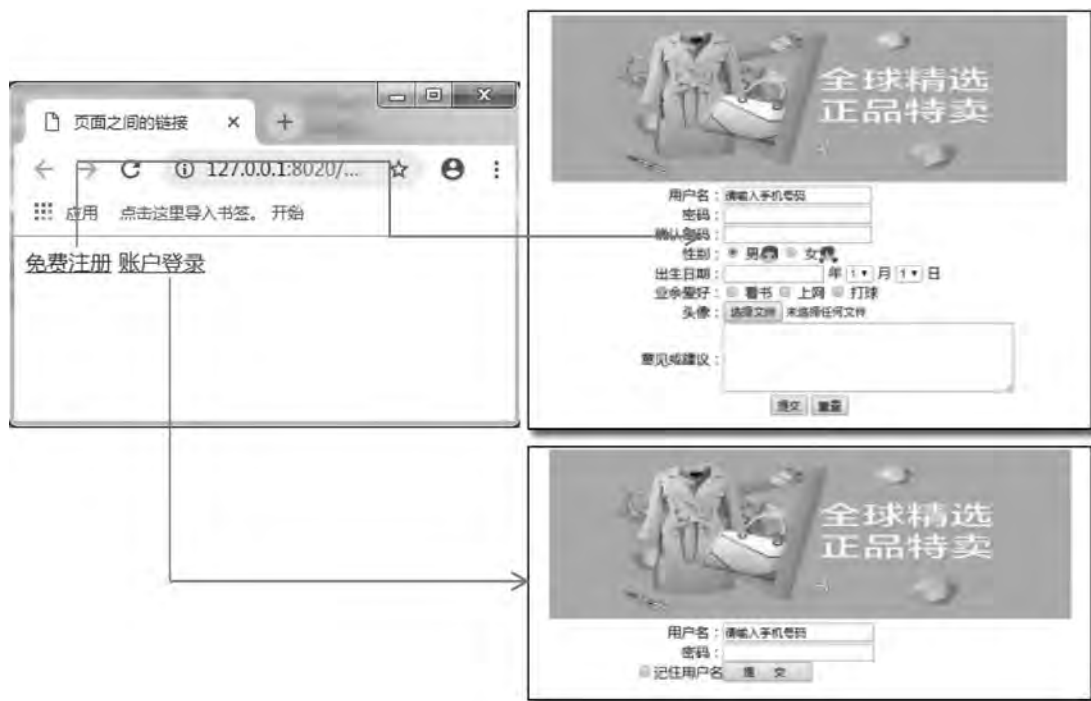 页面之间的链接
127.0.0.1:8020/...
应用 点击这里导入书签。 开始
免费注册 账户登录
全球精选
正品特卖
用户名：请输入手机号码
密码：
确认密码：
性别： 男 女
出生日期： 年 1 月 1 日
业余爱好： 看书 上网 打球
头像：选择文件 未选择任何文件
意见或建议：
提交 重置
全球精选
正品特卖
用户名：请输入手机号码
密码：
记住用户名 提 交